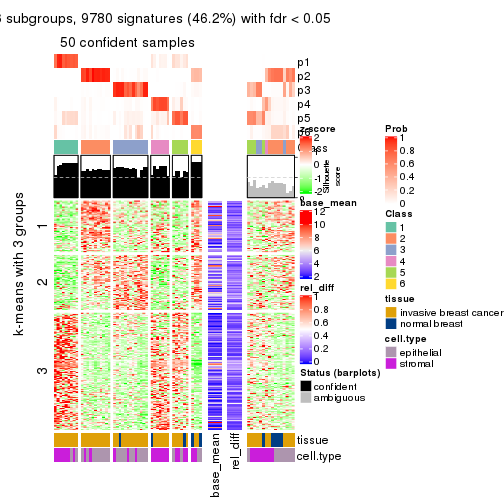 subgroups, 9780 signatures (46.2%) with fdr < 0.05
50 confident samples
p1
p2
p3
p4
p5
z-score
2
1
0
-2
Silhouette
score
k-means with 3 groups
1
2
3
base_mean
12
10
8
6
4
2
rel_diff
1
0.8
0.6
0.4
0.2
0
Status (barplots)
confident
ambiguous
Prob
1
0.8
0.6
0.4
0.2
0
Class
1
2
3
4
5
6
tissue
invasive breast cancer
normal breast
cell.type
epithelial
stromal
tissue
cell.type
base_mean
rel_diff